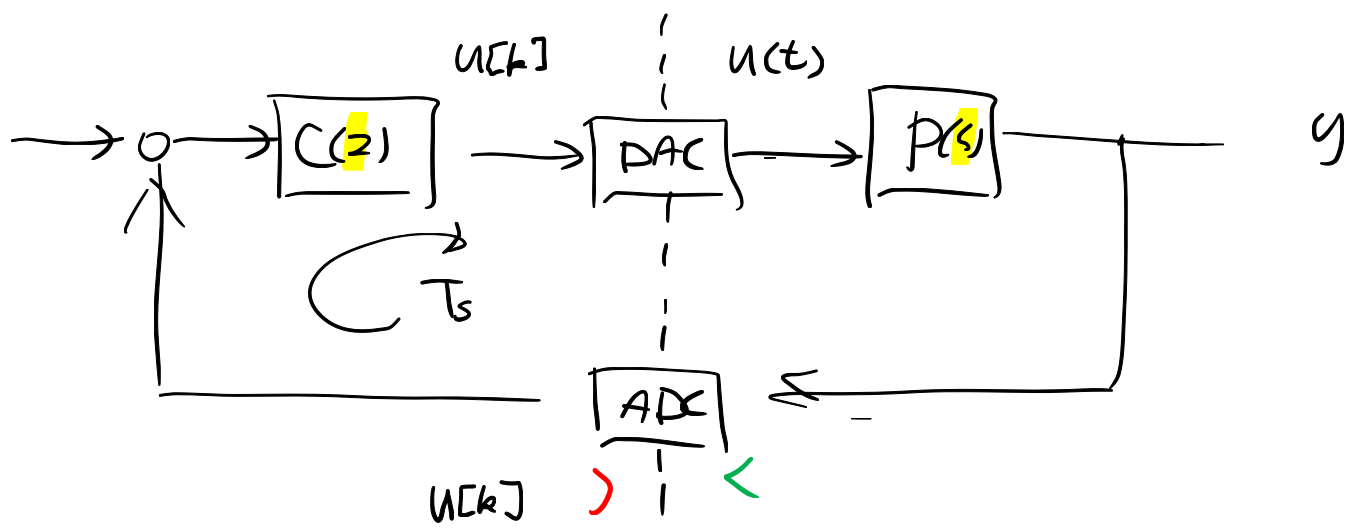 u[k]
u(t)
C(z)
DAC
P(s)
y
Ts
ADC
u[k]